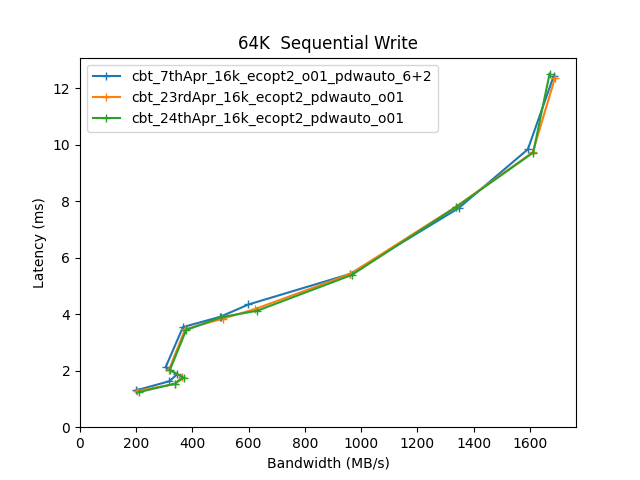 64K  Sequential Write
cbt_7thApr_16k_ecopt2_o01_pdwauto_6+2
cbt_23rdApr_16k_ecopt2_pdwauto_o01
cbt_24thApr_16k_ecopt2_pdwauto_o01
Latency (ms)
12
10
8
6
4
2
0
0 200 400 600 800 1000 1200 1400 1600
Bandwidth (MB/s)